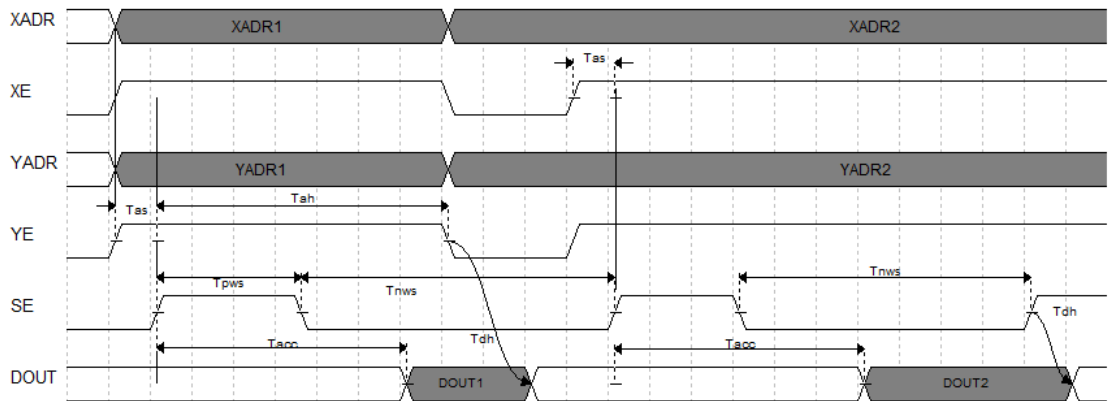 XADR XADR1 XADR2
Tas
XE
YADR YADR1 YADR2
Tas Tah
YE
Tpws Tnws Tnws
SE
Tacc Tdh Tacc Tdh
DOUT DOUT1 DOUT2